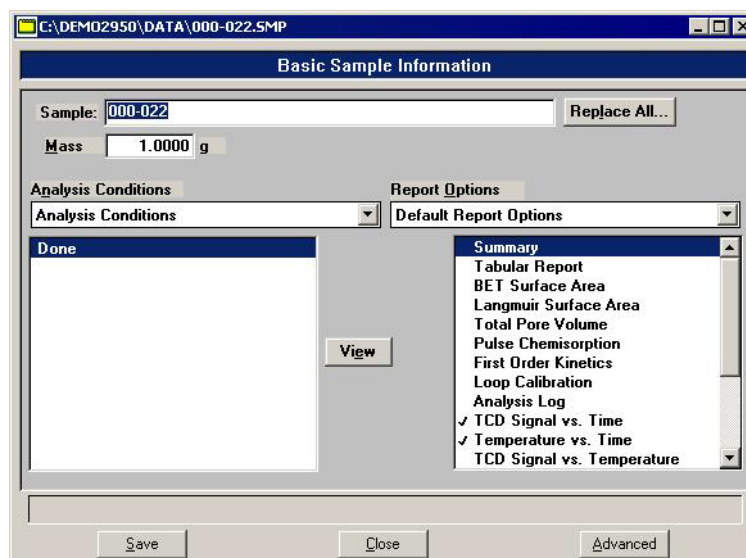 C:\DEMO2950\DATA\000-022.SMP
Basic Sample Information
Sample: 000-022 Replace All...
Mass 1.0000 g
Analysis Conditions Report Options
Analysis Conditions Default Report Options
Done
Summary
Tabular Report
BET Surface Area
Langmuir Surface Area
Total Pore Volume
Pulse Chemisorption
View
First Order Kinetics
Loop Calibration
Analysis Log
✓ TCD Signal vs. Time
✓ Temperature vs. Time
TCD Signal vs. Temperature
Save Close Advanced